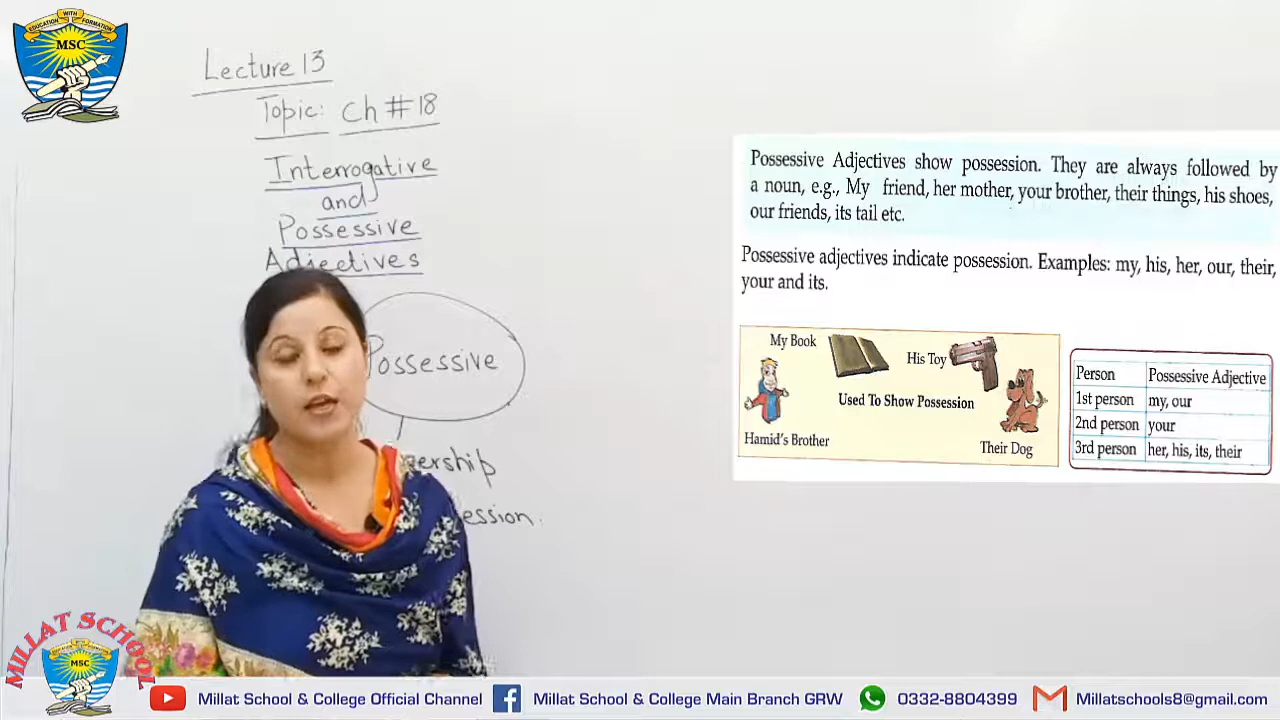 EDUCATION WITH FORMATION
MSC
Lecture 13
Topic: Ch # 18
Interrogative
and
Possessive
Adjectives
Possessive
ership
ession.
Possessive Adjectives show possession. They are always followed by
a noun, e.g., My friend, her mother, your brother, their things, his shoes,
our friends, its tail etc.
Possessive adjectives indicate possession. Examples: my, his, her, our, their,
your and its.
My Book
His Toy
Used To Show Possession
Hamid's Brother
Their Dog
Person Possessive Adjective
1st person my, our
2nd person your
3rd person her, his, its, their
MILLAT SCHOOL
MSC
Millat School & College Official Channel Millat School & College Main Branch GRW 0332-8804399 Millatschools8@gmail.com